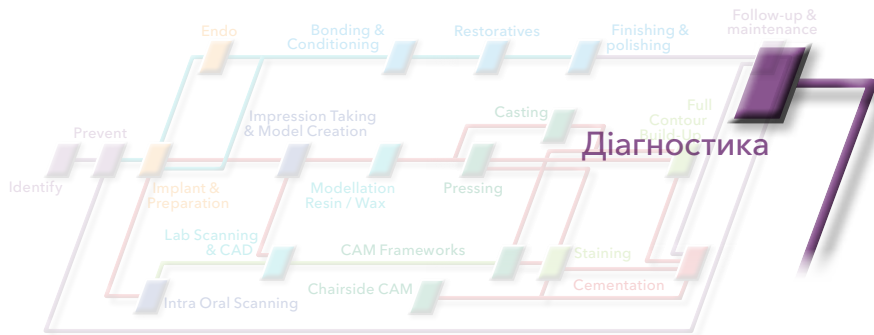 Follow-up &
maintenance
Endo
Bonding &
Conditioning
Restoratives
Finishing &
polishing
Casting
Full
Contour
Build-Up
Impression Taking
& Model Creation
Prevent
Діагностика
Identify
Implant &
Preparation
Modellation
Resin / Wax
Pressing
Lab Scanning
& CAD
CAM Frameworks
Staining
Chairside CAM
Cementation
Intra Oral Scanning